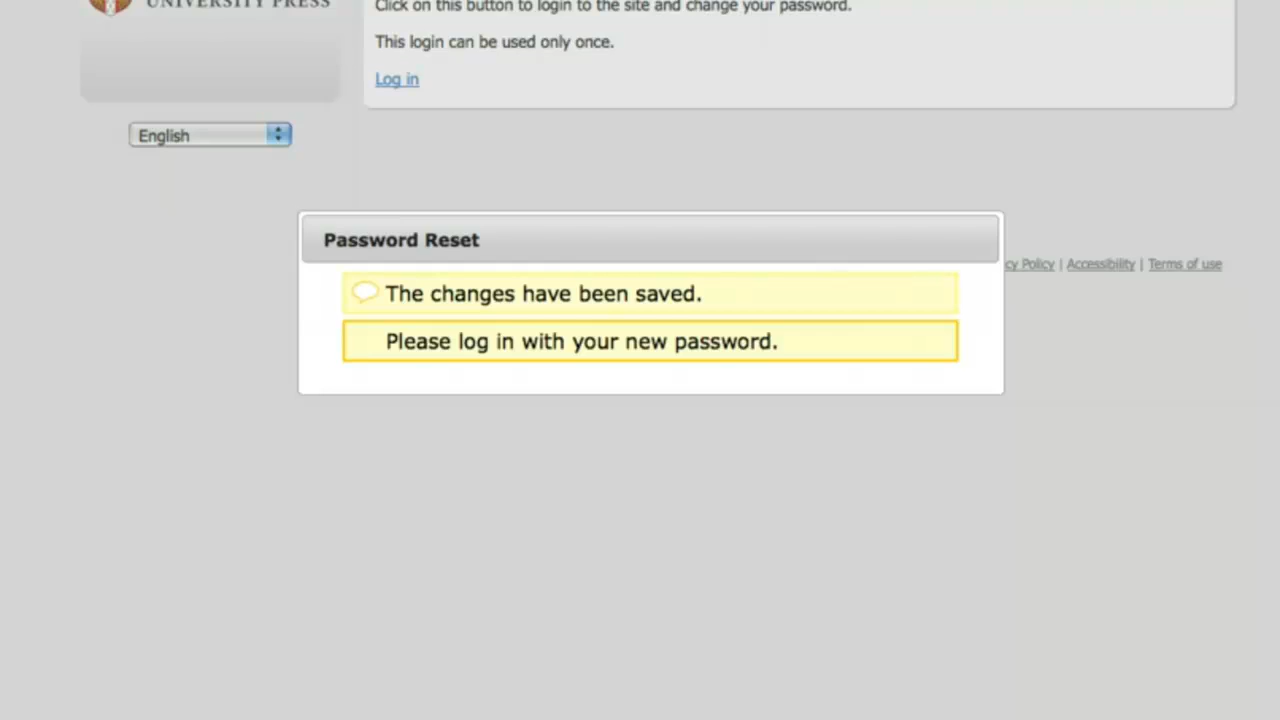 UNIVERSITY PRESS
Click on this button to login to the site and change your password.
This login can be used only once.
Log in
English
Password Reset
cy Policy | Accessibility | Terms of use
The changes have been saved.
Please log in with your new password.